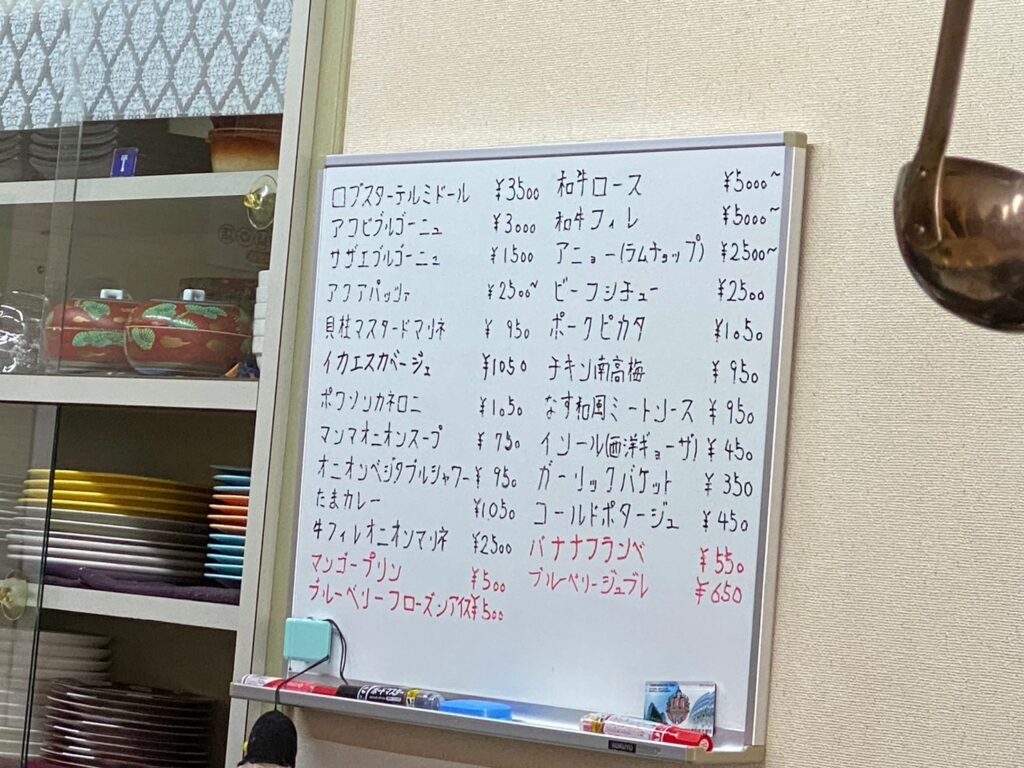 ロブスターテルミドール ¥3500
アワビブルゴーニュ ¥3000
サザエブルゴーニュ ¥1500
アクアパッツァ ¥2500~
貝柱マスタードマリネ ¥950
イカエスカベージュ ¥1050
ポワソンカネロニ ¥1050
マンマオニオンスープ ¥750
オニオンベジタブルシャワー ¥950
たまカレー ¥1050
牛フィレオニオンマリネ ¥2500
マンゴープリン ¥500
ブルーベリーフローズンアイス ¥500
和牛ロース ¥5000~
和牛フィレ ¥5000~
アニョー(ラムチョップ) ¥2500~
ビーフシチュー ¥2500
ポークピカタ ¥1050
チキン南高梅 ¥950
なす和風ミートソース ¥950
インソール(西洋ギョーザ) ¥450
ガーリックバケット ¥350
コールドポタージュ ¥450
バナナフランベ ¥550
ブルーベリージュブレ ¥650
ボードマスター
KOKUYO